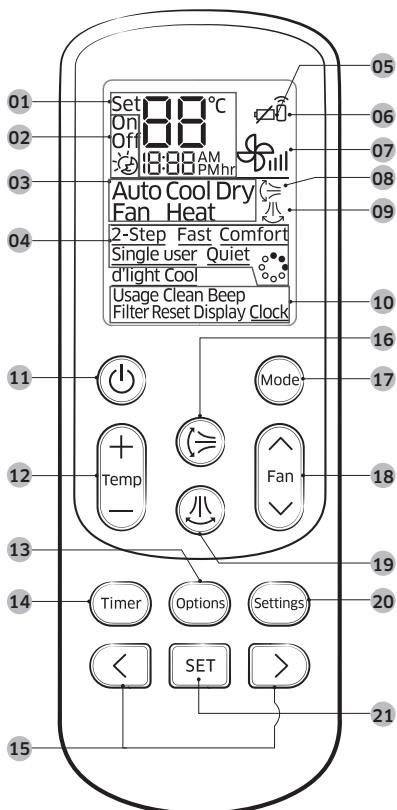 05
01
Set 88°C
06
02
On
Off
18:88 AM
PMhr
07
03
Auto Cool Dry
08
Fan Heat
09
04
2-Step Fast Comfort
Single user Quiet
d'light Cool
Usage Clean Beep
10
Filter Reset Display Clock
16
11
Mode
17
12
+
Temp
−
Fan
18
13
19
14
Timer
Options
Settings
20
<
SET
>
15
21